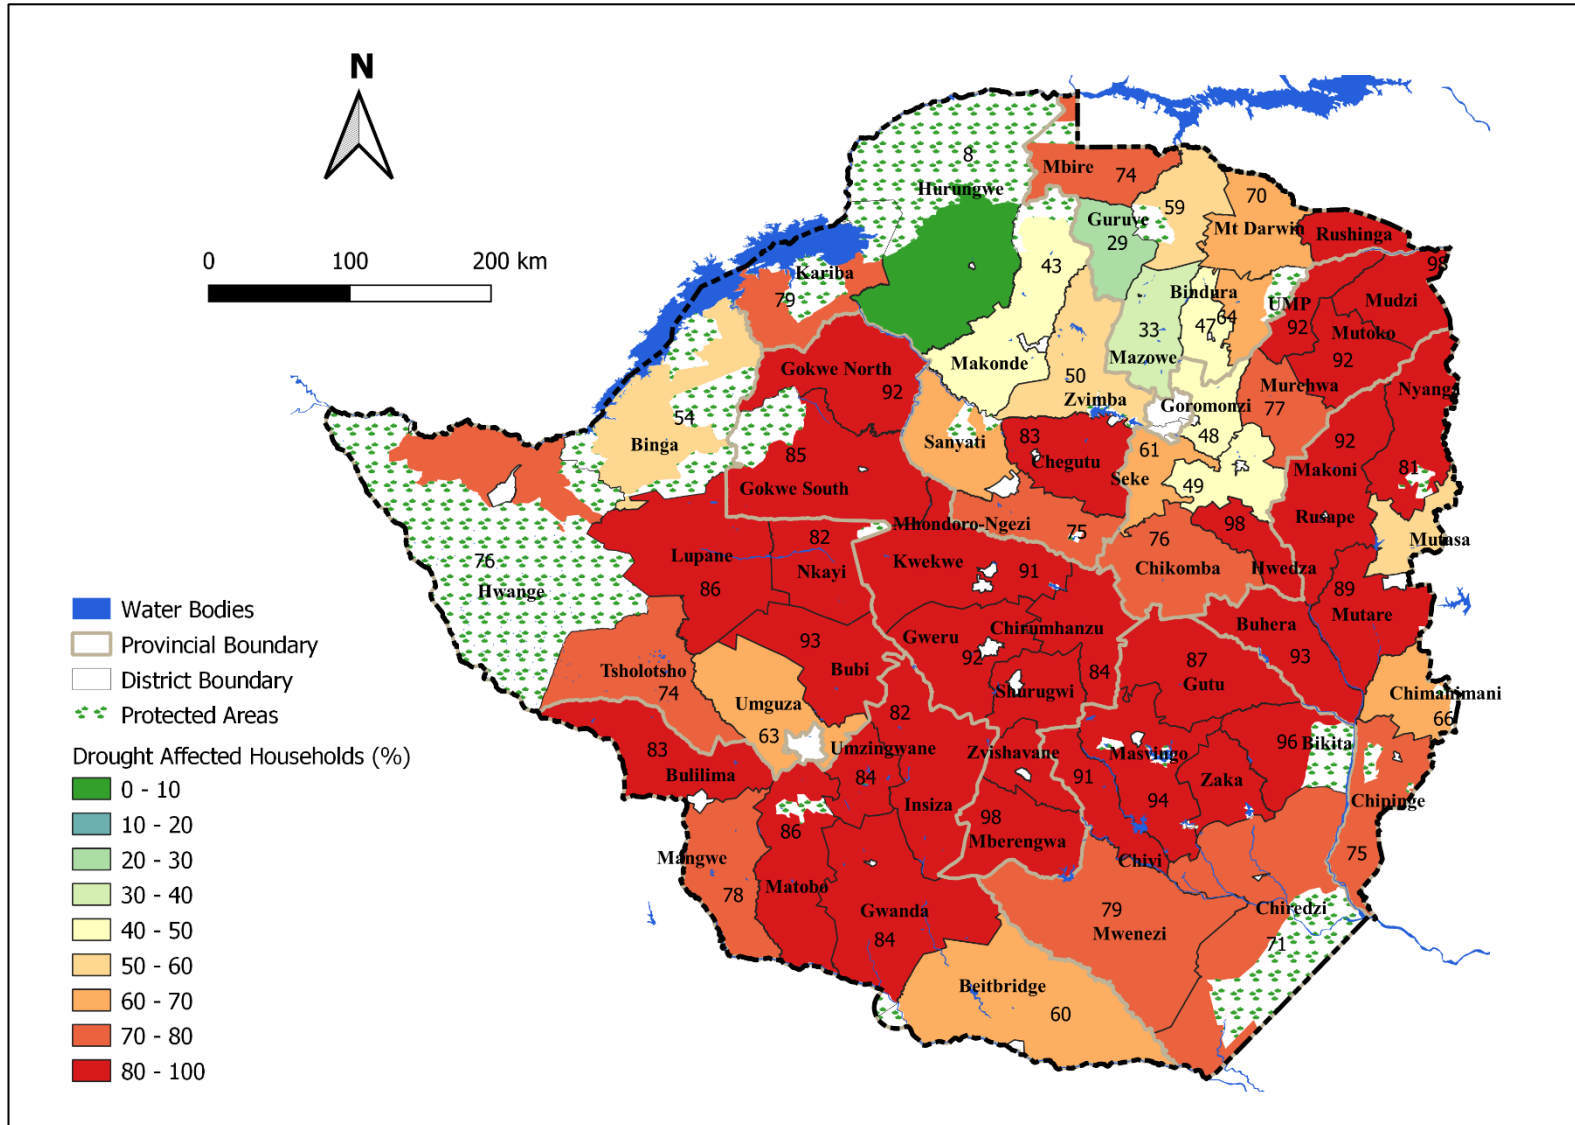 N
0 100 200 km
8
Hurungwe
Mbire
74
59
70
Guruve
29
Mt Darwin
Rushinga
98
43
Kariba
79
Bindura
UMP
Mudzi
64
33
47
92
Mutoko
Mazowe
Makonde
92
Gokwe North
92
50
Zvimba
Murehwa
77
Nyanga
Goromonzi
54
Binga
Sanyati
83
Chegutu
61
48
92
85
Seke
Makoni
81
Gokwe South
49
Mhondoro-Ngezi
75
98
Rusape
Mutasa
82
76
Lupane
Nkayi
Kwekwe
91
Chikomba
Hwedza
76
Hwange
86
89
Mutare
Chirumhanzu
Buhera
Gweru
93
92
93
Bubi
87
Gutu
84
Tsholotsho
74
Shurugwi
Chimanimani
66
Umguza
63
82
Umzingwane
Zvishavane
Masvingo
96
Bikita
83
Bulilima
84
91
Zaka
94
Chipinge
Insiza
98
Mberengwa
86
Mangwe
Chivi
75
78
Matobo
Gwanda
84
79
Mwenezi
Chiredzi
71
Beitbridge
60
Water Bodies
Provincial Boundary
District Boundary
Protected Areas
Drought Affected Households (%)
0 - 10
10 - 20
20 - 30
30 - 40
40 - 50
50 - 60
60 - 70
70 - 80
80 - 100